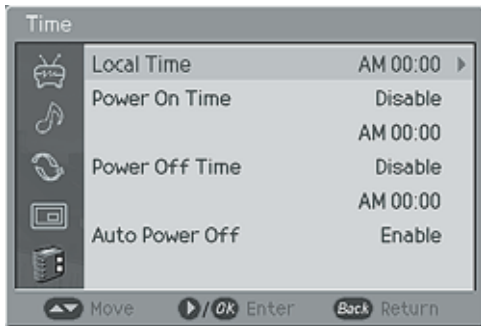 Time
Local Time AM 00:00
Power On Time Disable
AM 00:00
Power Off Time Disable
AM 00:00
Auto Power Off Enable
Move /OK Enter Back Return